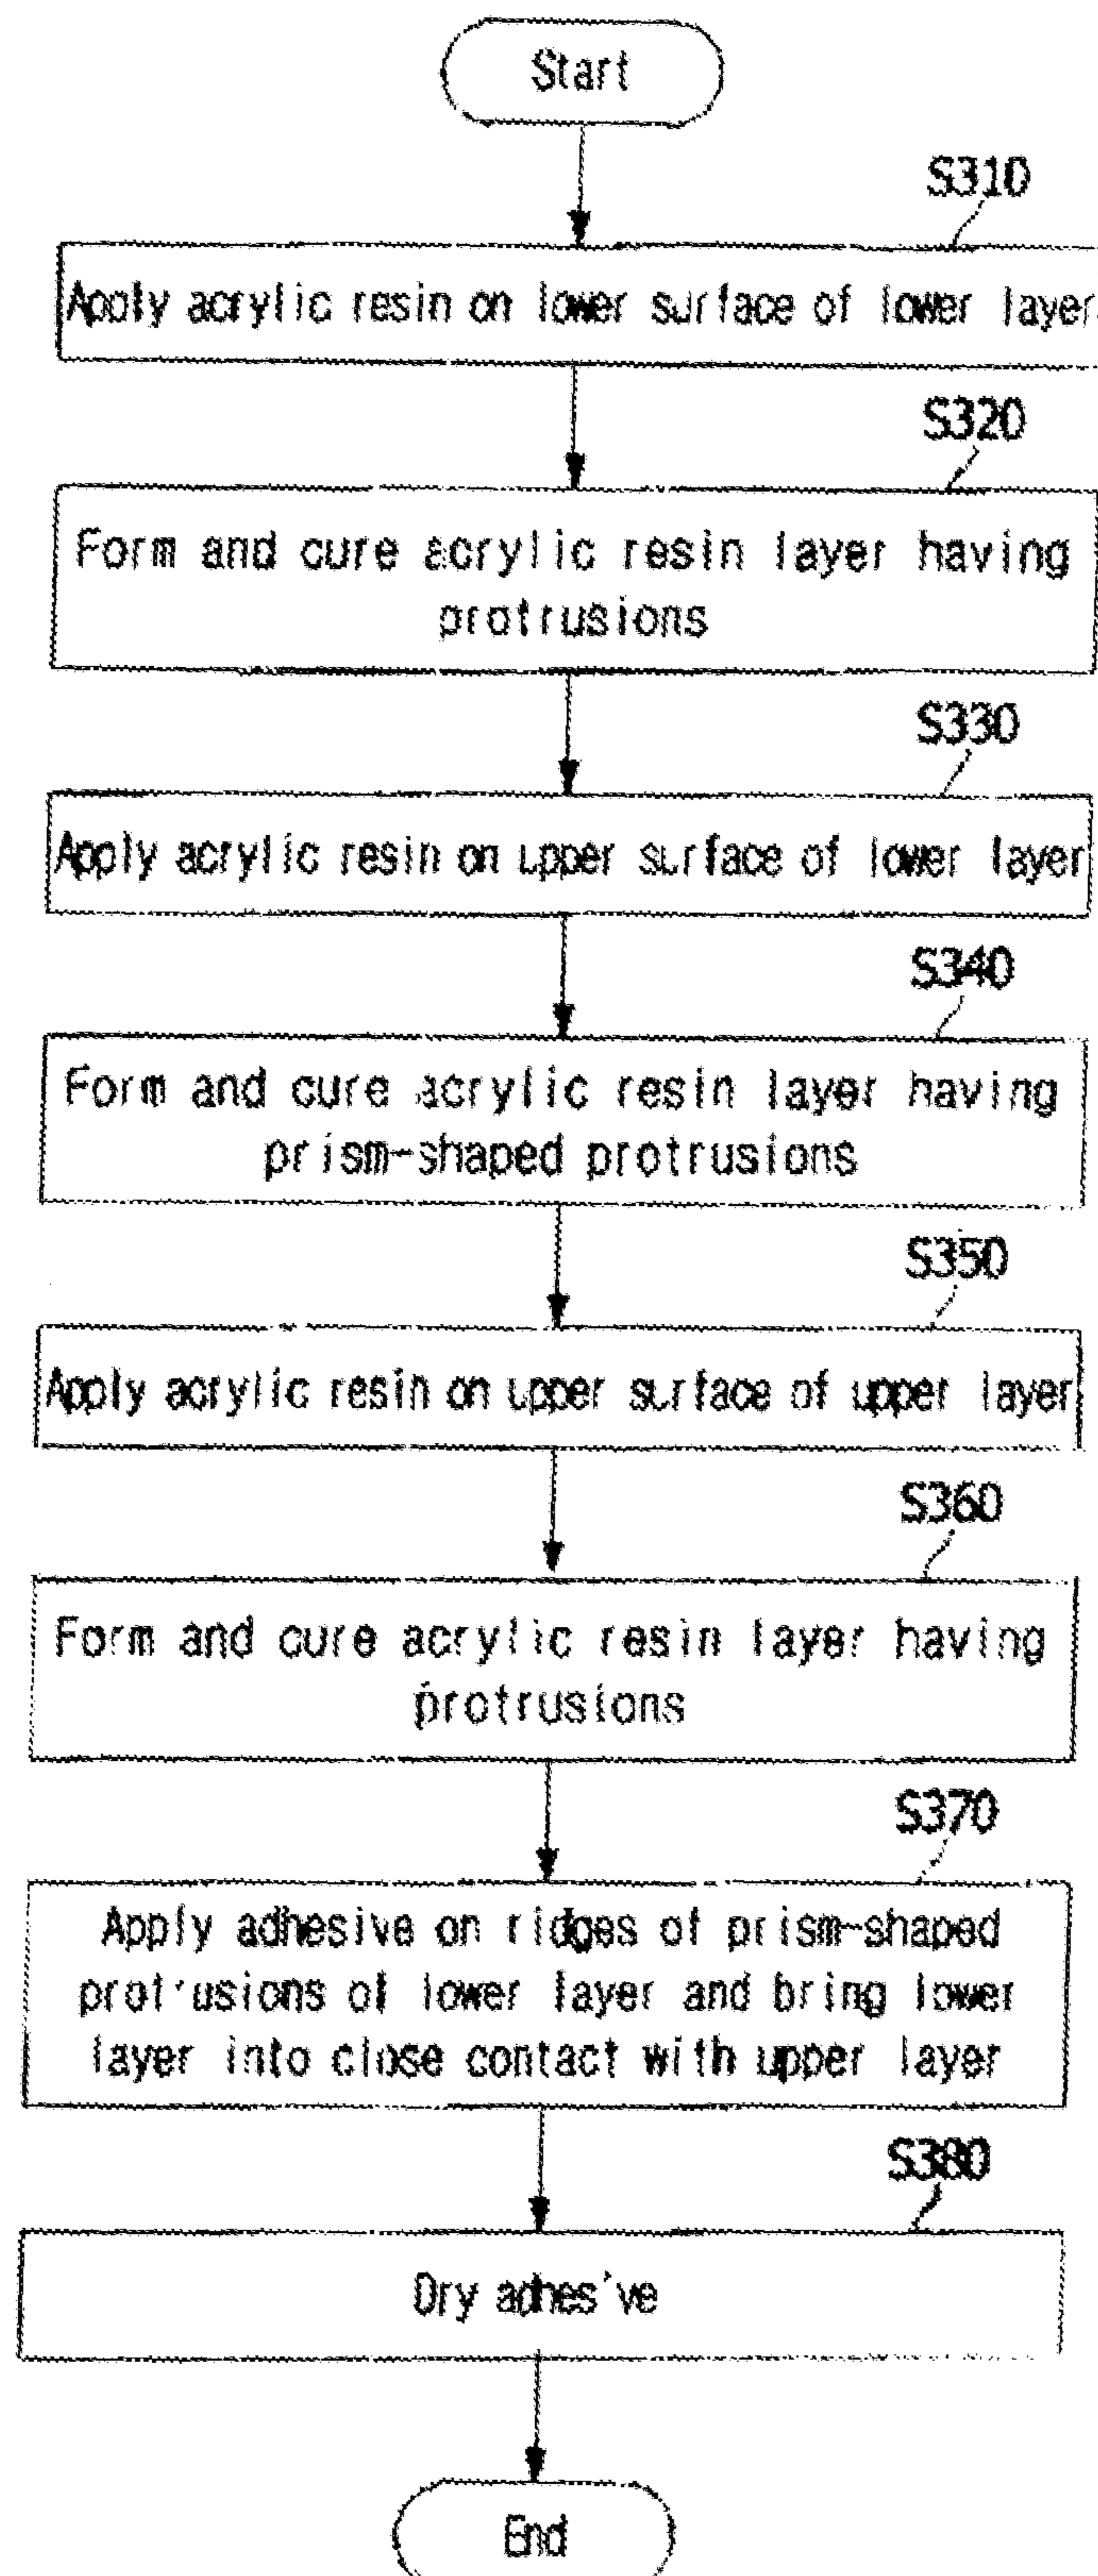 Start
S310
Apply acrylic resin on lower surface of lower layer
S320
Form and cure acrylic resin layer having
protrusions
S330
Apply acrylic resin on upper surface of lower layer
S340
Form and cure acrylic resin layer having
prism-shaped protrusions
S350
Apply acrylic resin on upper surface of upper layer
S360
Form and cure acrylic resin layer having
protrusions
S370
Apply adhesive on ridges of prism-shaped
protrusions of lower layer and bring lower
layer into close contact with upper layer
S380
Dry adhesive
End